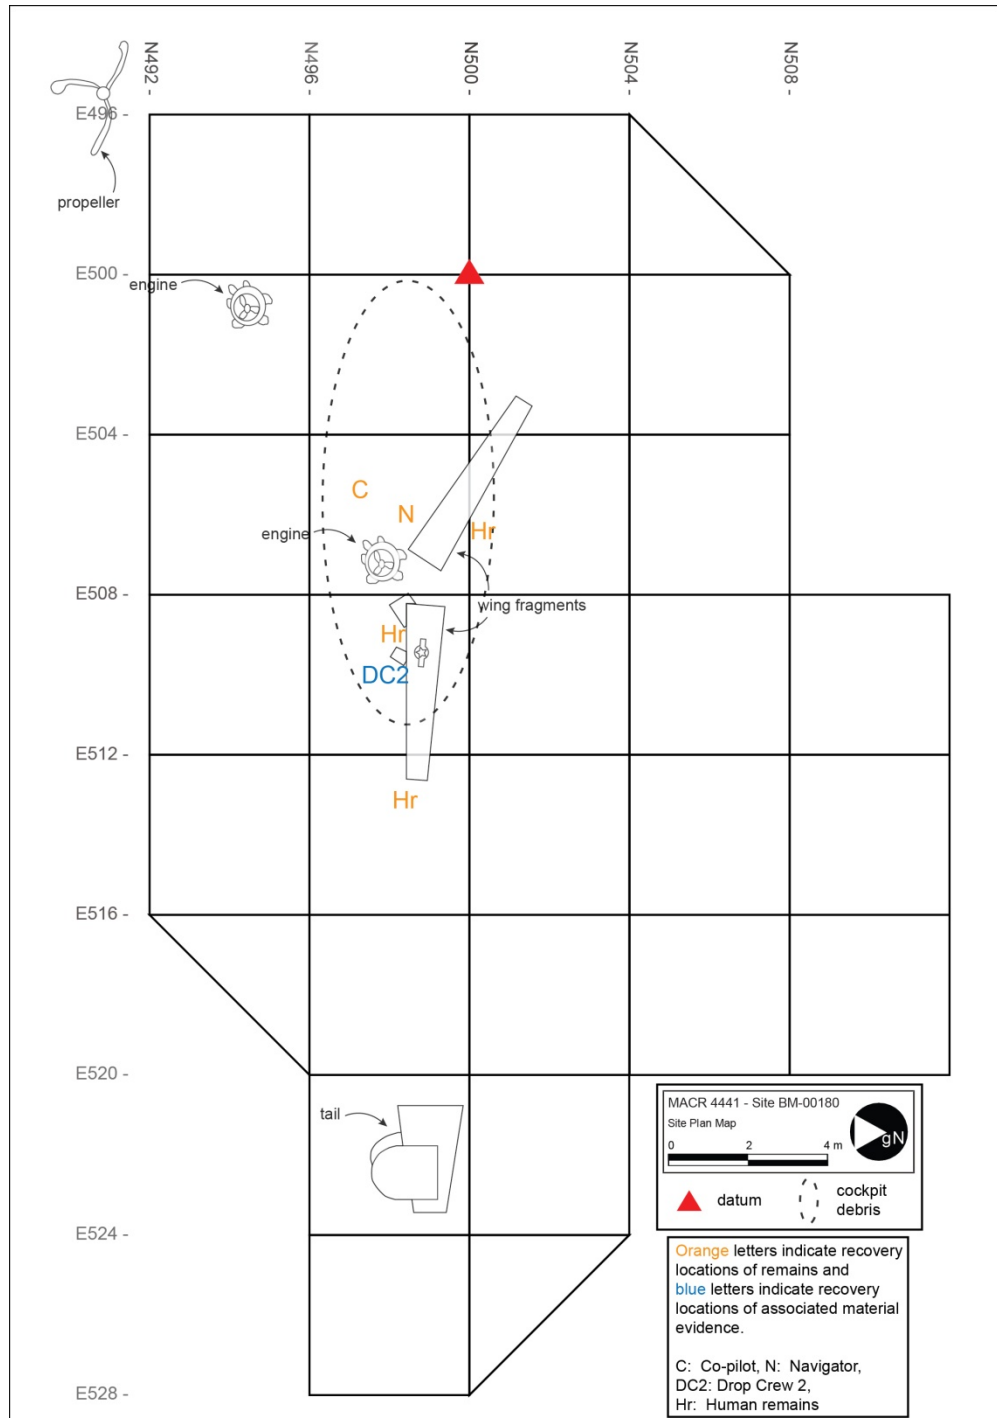 N492 -
N496 -
N500 -
N504 -
N508 -
E496 -
propeller
E500 -
engine
E504 -
C
N
engine
Hr
E508 -
wing fragments
Hr
DC2
E512 -
Hr
E516 -
E520 -
tail
MACR 4441 - Site BM-00180
Site Plan Map
0 2 4 m
gN
datum
cockpit
debris
E524 -
Orange letters indicate recovery
locations of remains and
blue letters indicate recovery
locations of associated material
evidence.
C: Co-pilot, N: Navigator,
DC2: Drop Crew 2,
Hr: Human remains
E528 -